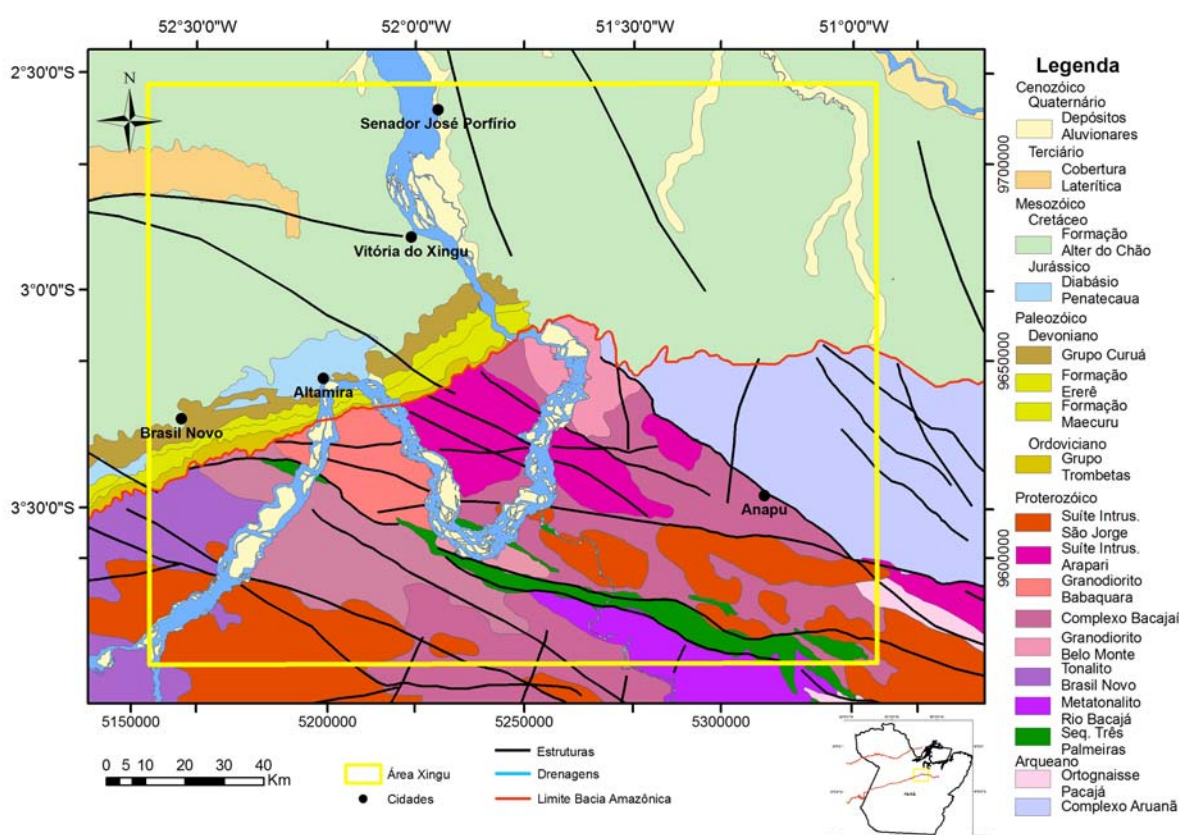 52°30'0"W 52°0'0"W 51°30'0"W 51°0'0"W
2°30'0"S
3°0'0"S
3°30'0"S
N
Senador José Porfírio
Vitória do Xingu
Altamira
Brasil Novo
Anapú
9700000
9650000
9600000
5150000 5200000 5250000 5300000
0 5 10 20 30 40
Km
Área Xingu
Cidades
Estruturas
Drenagens
Limite Bacia Amazônica
Legenda
Cenozóico
Quaternário
Depósitos
Aluvionares
Terciário
Cobertura
Laterítica
Mesozóico
Cretáceo
Formação
Alter do Chão
Jurássico
Diabásio
Penatecaua
Paleozóico
Devoniano
Grupo Curuá
Formação
Ererê
Formação
Maecuru
Ordoviciano
Grupo
Trombetas
Proterozóico
Suíte Intrus.
São Jorge
Suíte Intrus.
Arapari
Granodiorito
Babaquara
Complexo Bacajaí
Granodiorito
Belo Monte
Tonalito
Brasil Novo
Metatonalito
Rio Bacajá
Seq. Três
Palmeiras
Arqueano
Ortognaisse
Pacajá
Complexo Aruanã